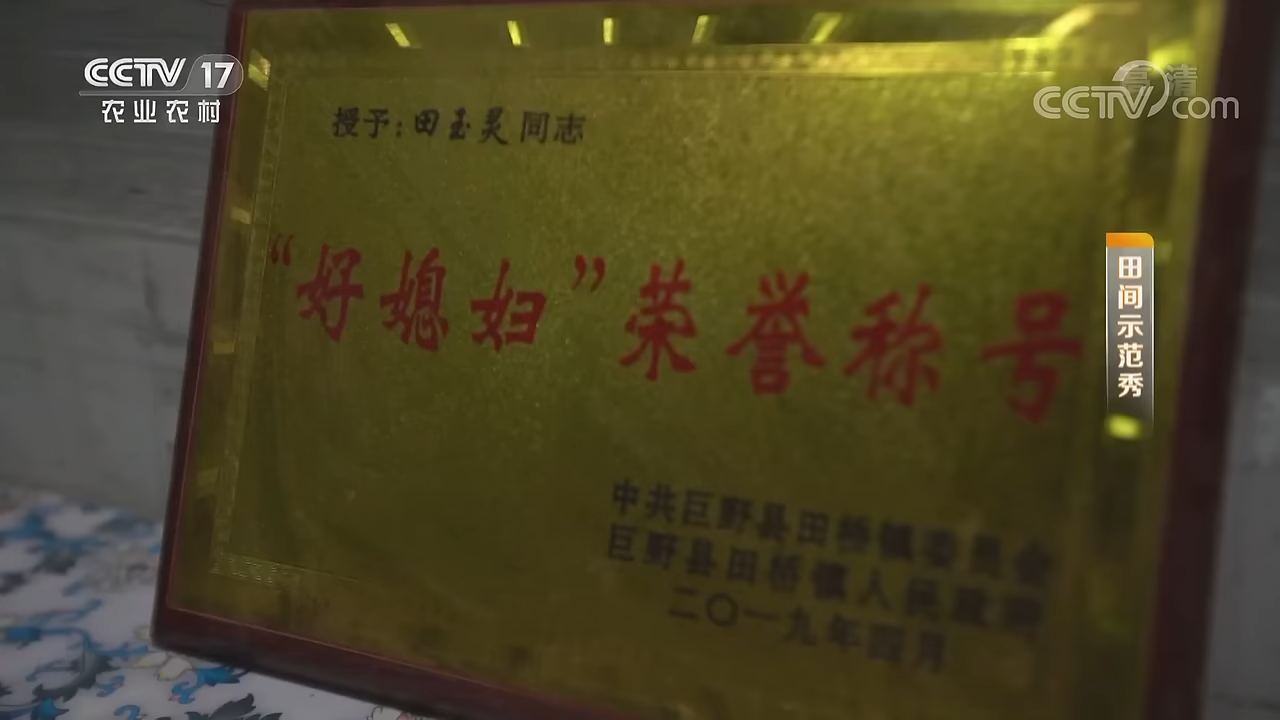 CCTV 17
农业农村
高清
CCTV.com
授予：田玉灵同志
“好媳妇”荣誉称号
中共巨野县田桥镇委员会
巨野县田桥镇人民政府
二〇一九年四月
田间示范秀